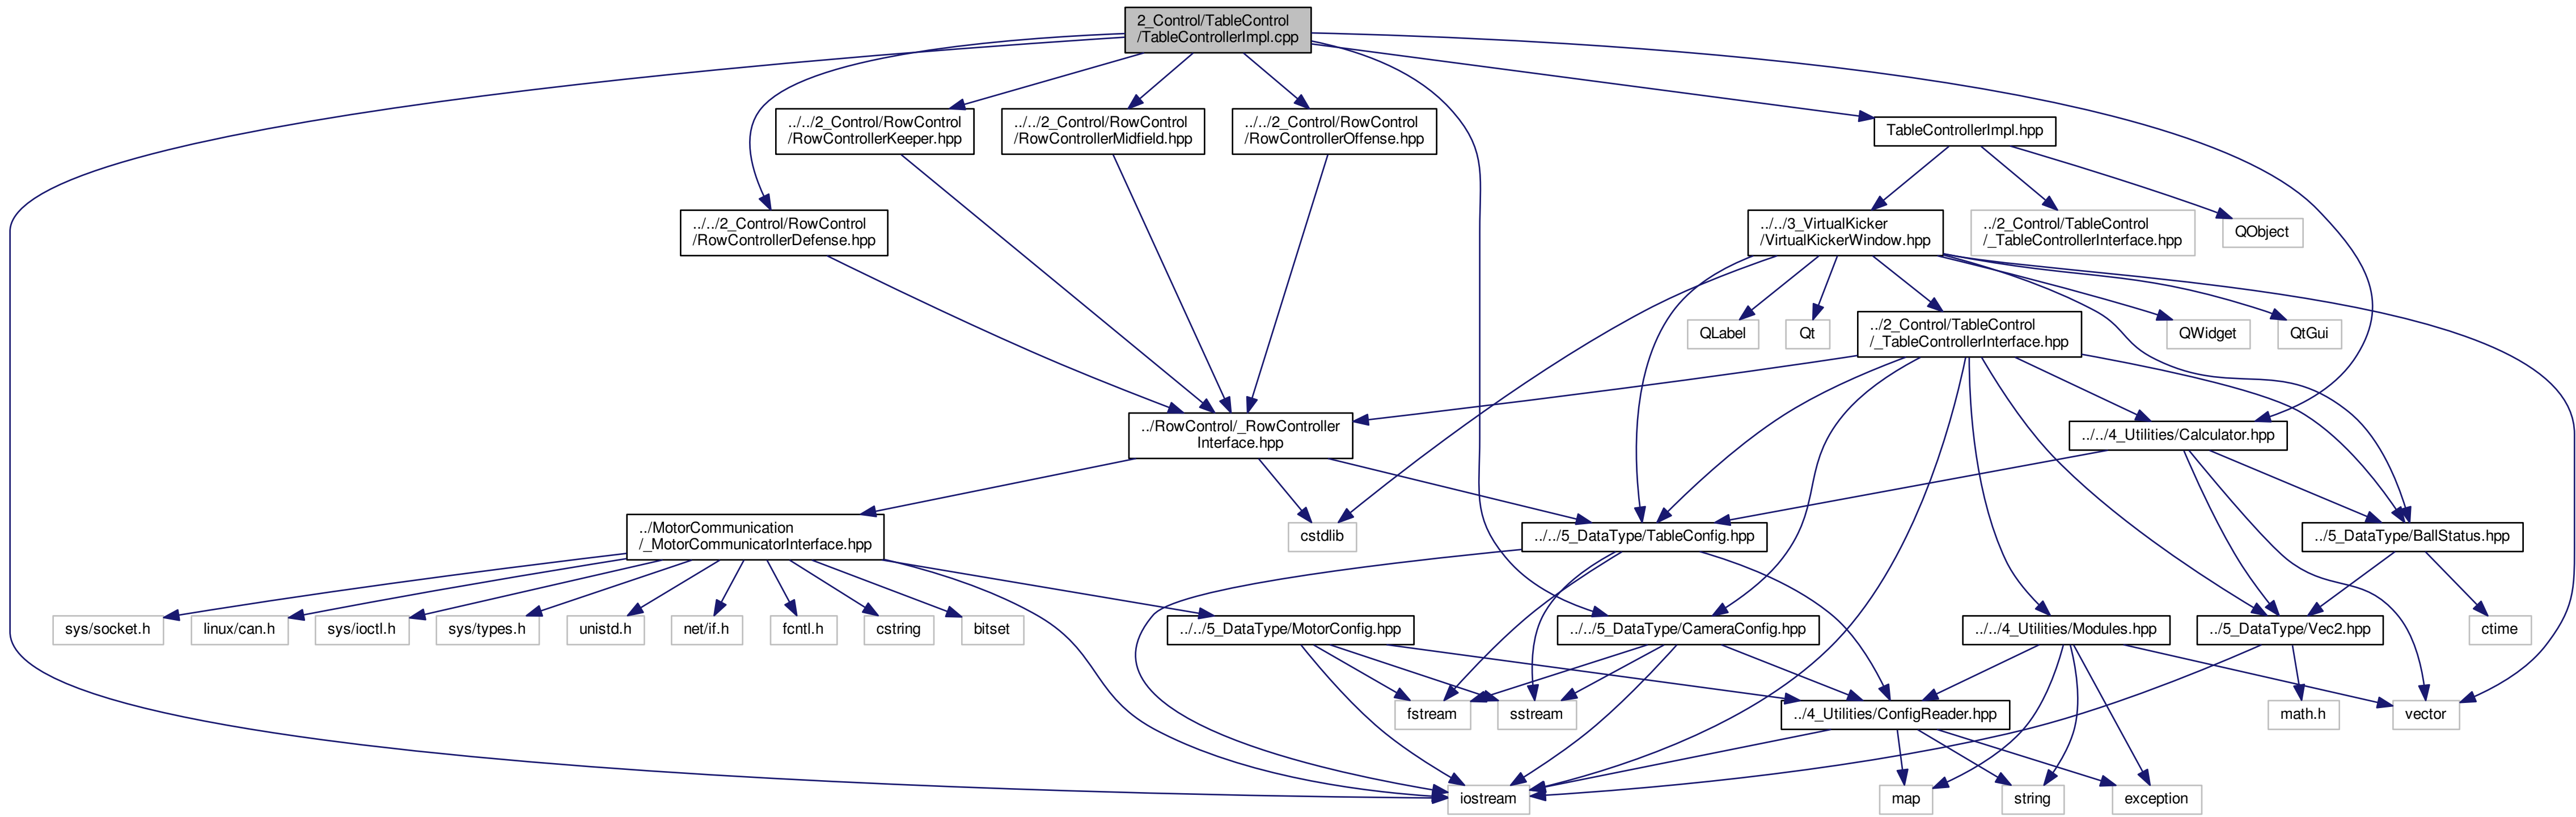 2_Control/TableControl
/TableControllerImpl.cpp
../../2_Control/RowControl
/RowControllerKeeper.hpp
../../2_Control/RowControl
/RowControllerMidfield.hpp
../../2_Control/RowControl
/RowControllerOffense.hpp
TableControllerImpl.hpp
../../2_Control/RowControl
/RowControllerDefense.hpp
../../3_VirtualKicker
/VirtualKickerWindow.hpp
../2_Control/TableControl
/_TableControllerInterface.hpp
QObject
QLabel
Qt
../2_Control/TableControl
/_TableControllerInterface.hpp
QWidget
QtGui
../RowControl/_RowController
Interface.hpp
../../4_Utilities/Calculator.hpp
../MotorCommunication
/_MotorCommunicatorInterface.hpp
cstdlib
../../5_DataType/TableConfig.hpp
../5_DataType/BallStatus.hpp
sys/socket.h
linux/can.h
sys/ioctl.h
sys/types.h
unistd.h
net/if.h
fcntl.h
cstring
bitset
../../5_DataType/MotorConfig.hpp
../../5_DataType/CameraConfig.hpp
../../4_Utilities/Modules.hpp
../5_DataType/Vec2.hpp
ctime
fstream
sstream
../4_Utilities/ConfigReader.hpp
math.h
vector
iostream
map
string
exception